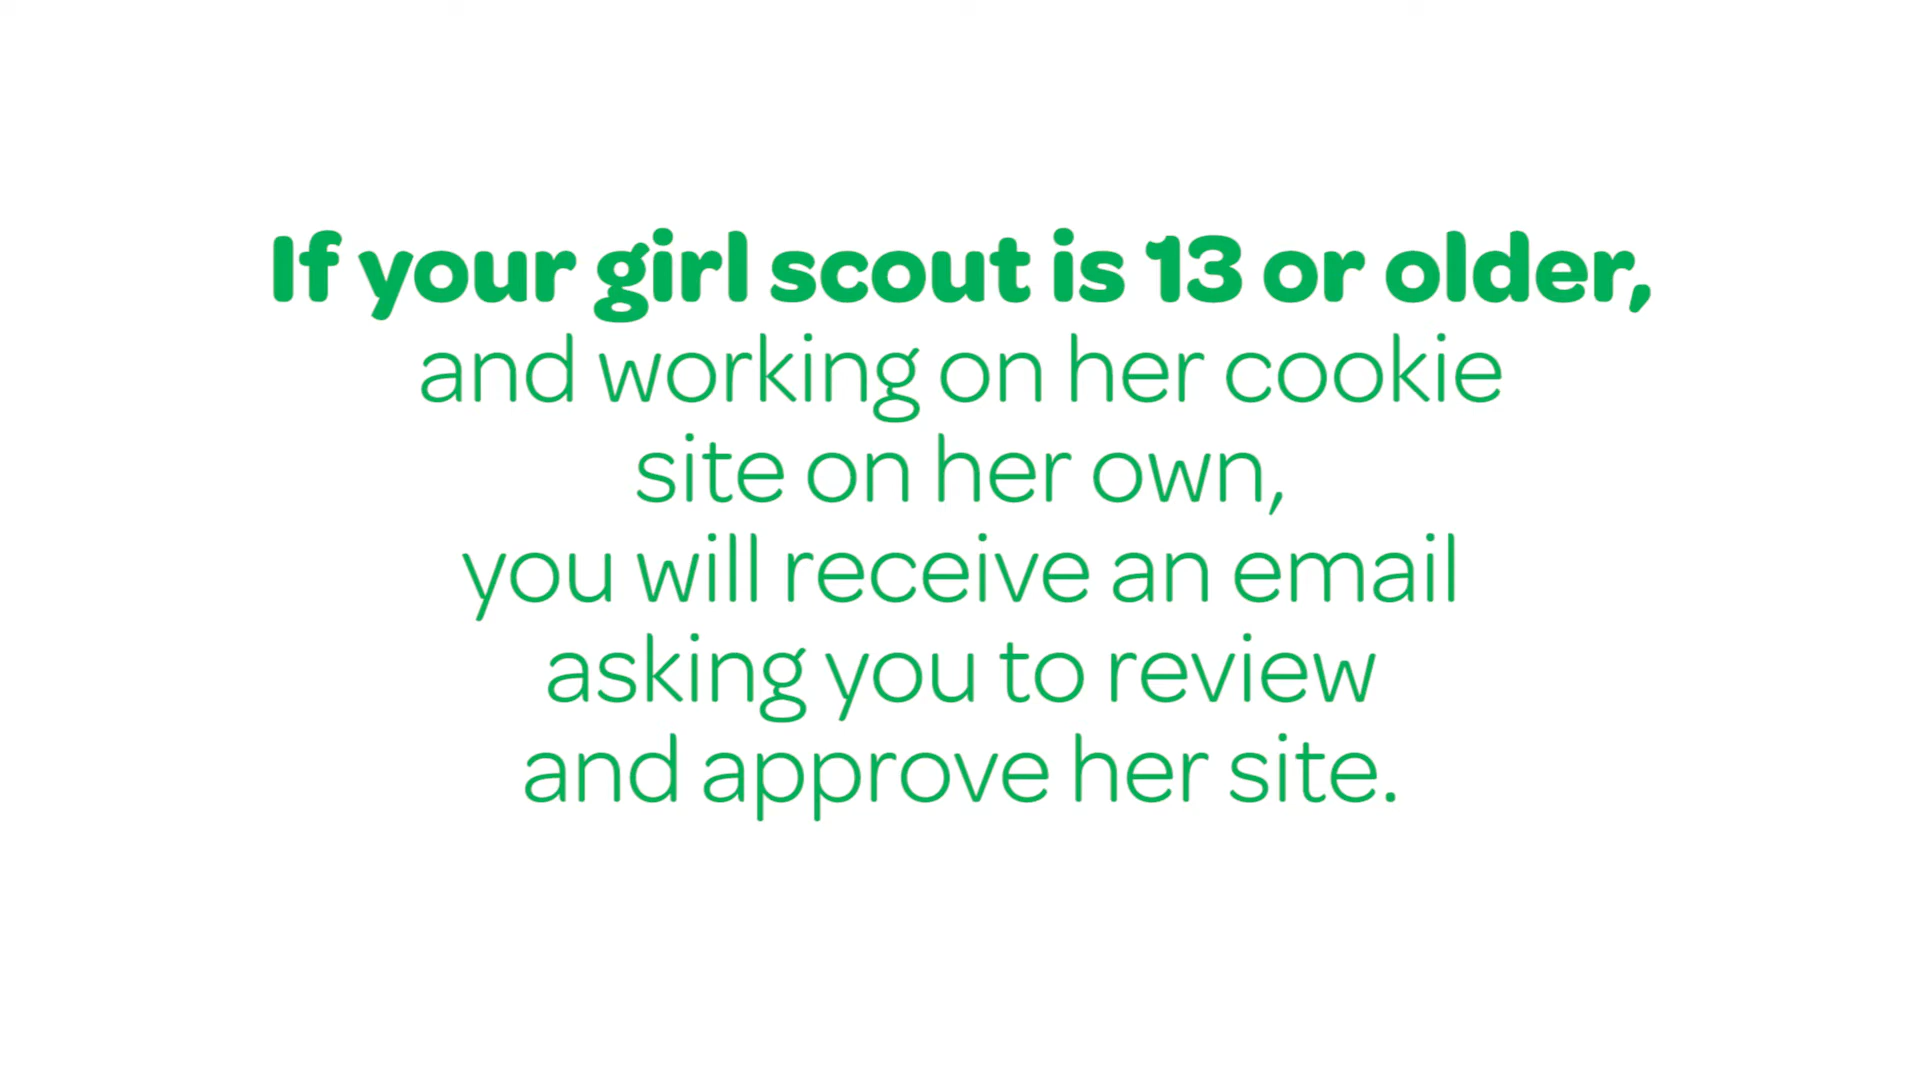 If your girl scout is 13 or older,
and working on her cookie
site on her own,
you will receive an email
asking you to review
and approve her site.